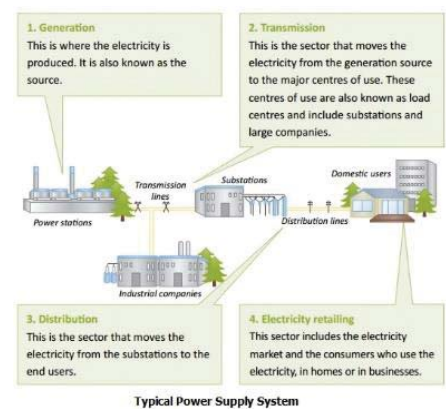 1. Generation
This is where the electricity is
produced. It is also known as the
source.
2. Transmission
This is the sector that moves the
electricity from the generation source
to the major centres of use. These
centres of use are also known as load
centres and include substations and
large companies.
Power stations
Transmission
lines
Substations
Domestic users
Distribution lines
Industrial companies
3. Distribution
This is the sector that moves the
electricity from the substations to the
end users.
4. Electricity retailing
This sector includes the electricity
market and the consumers who use the
electricity, in homes or in businesses.
Typical Power Supply System